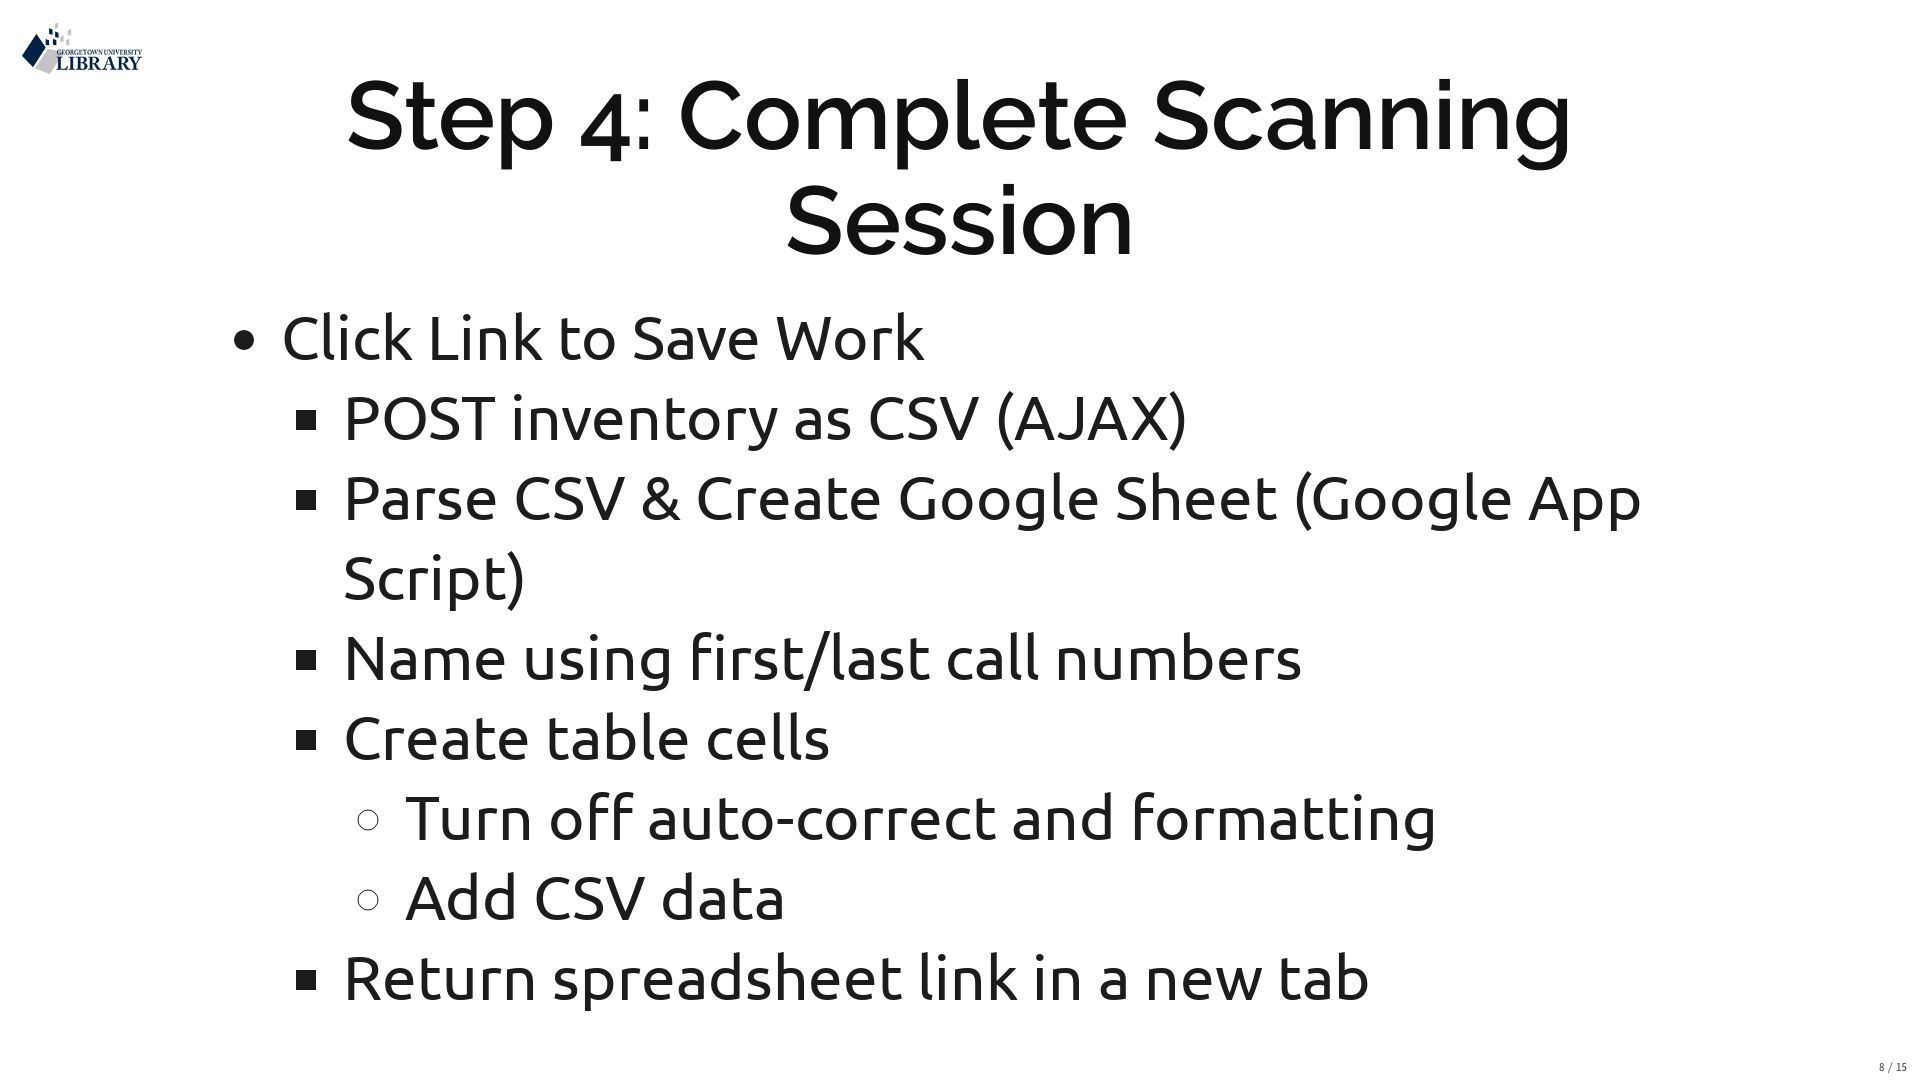 GEORGETOWN UNIVERSITY
LIBRARY
Step 4: Complete Scanning
Session
Click Link to Save Work
POST inventory as CSV (AJAX)
Parse CSV & Create Google Sheet (Google App
Script)
Name using first/last call numbers
Create table cells
Turn off auto-correct and formatting
Add CSV data
Return spreadsheet link in a new tab
8 / 15